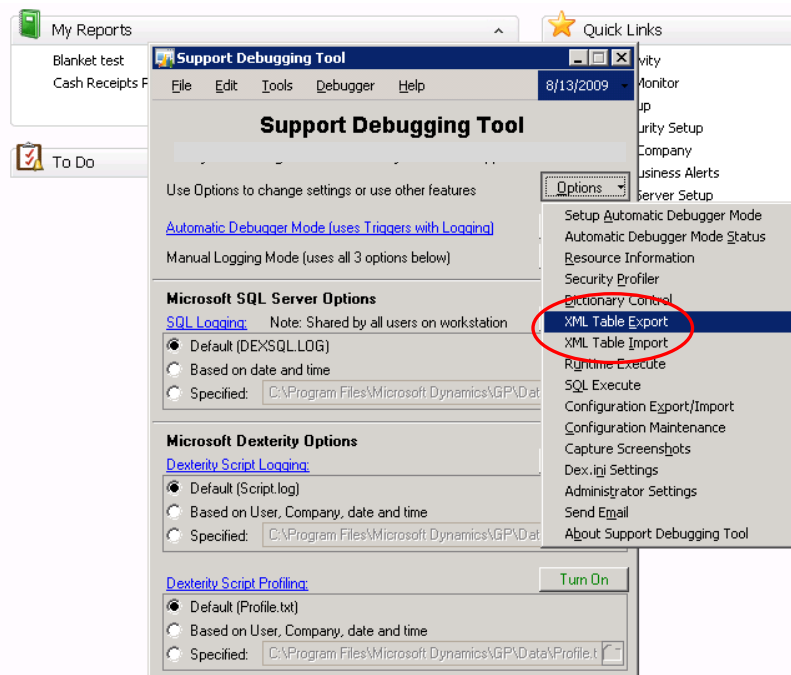 My Reports
Blanket test
Cash Receipts
To Do
Quick Links
vity
Monitor
up
urity Setup
Company
usiness Alerts
Server Setup
Support Debugging Tool
File Edit Tools Debugger Help 8/13/2009
Support Debugging Tool
Use Options to change settings or use other features Options
Automatic Debugger Mode (uses Triggers with Logging)
Manual Logging Mode (uses all 3 options below)
Microsoft SQL Server Options
SQL Logging: Note: Shared by all users on workstation
Default (DEXSQL.LOG)
Based on date and time
Specified: C:\Program Files\Microsoft Dynamics\GP\Dat
Microsoft Dexterity Options
Dexterity Script Logging:
Default (Script.log)
Based on User, Company, date and time
Specified: C:\Program Files\Microsoft Dynamics\GP\Dat
Dexterity Script Profiling: Turn On
Default (Profile.txt)
Based on User, Company, date and time
Specified: C:\Program Files\Microsoft Dynamics\GP\Data\Profile.t
Setup Automatic Debugger Mode
Automatic Debugger Mode Status
Resource Information
Security Profiler
Dictionary Control
XML Table Export
XML Table Import
Runtime Execute
SQL Execute
Configuration Export/Import
Configuration Maintenance
Capture Screenshots
Dex.ini Settings
Administrator Settings
Send Email
About Support Debugging Tool